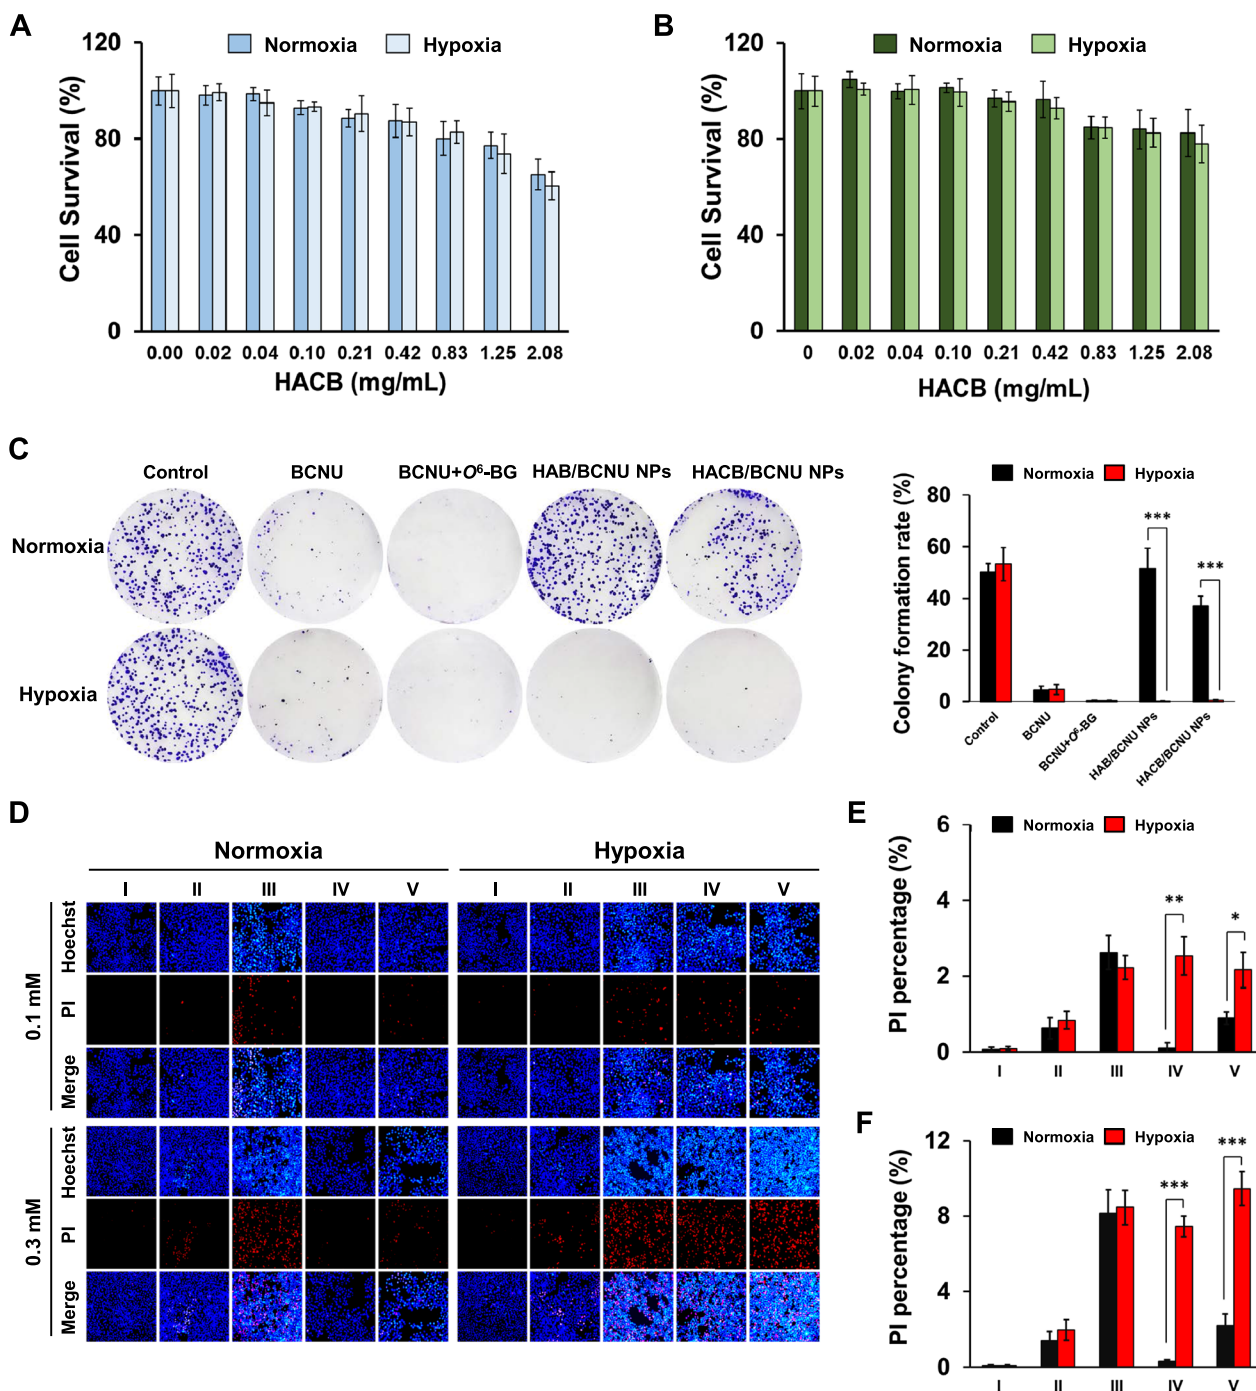 A
120
80
40
0
Cell Survival (%)
Normoxia Hypoxia
0.00 0.02 0.04 0.10 0.21 0.42 0.83 1.25 2.08
HACB (mg/mL)
B
120
80
40
0
Cell Survival (%)
Normoxia Hypoxia
0 0.02 0.04 0.10 0.21 0.42 0.83 1.25 2.08
HACB (mg/mL)
C
Control BCNU BCNU+O⁶-BG HAB/BCNU NPs HACB/BCNU NPs
Normoxia
Hypoxia
Normoxia Hypoxia
80
60
40
20
0
Colony formation rate (%)
*** ***
Control BCNU BCNU+O⁶-BG HAB/BCNU NPs HACB/BCNU NPs
D
Normoxia Hypoxia
I II III IV V I II III IV V
0.1 mM
Hoechst
PI
Merge
0.3 mM
Hoechst
PI
Merge
E
Normoxia Hypoxia
6
4
2
0
PI percentage (%)
** *
I II III IV V
F
Normoxia Hypoxia
12
8
4
0
PI percentage (%)
*** ***
I II III IV V